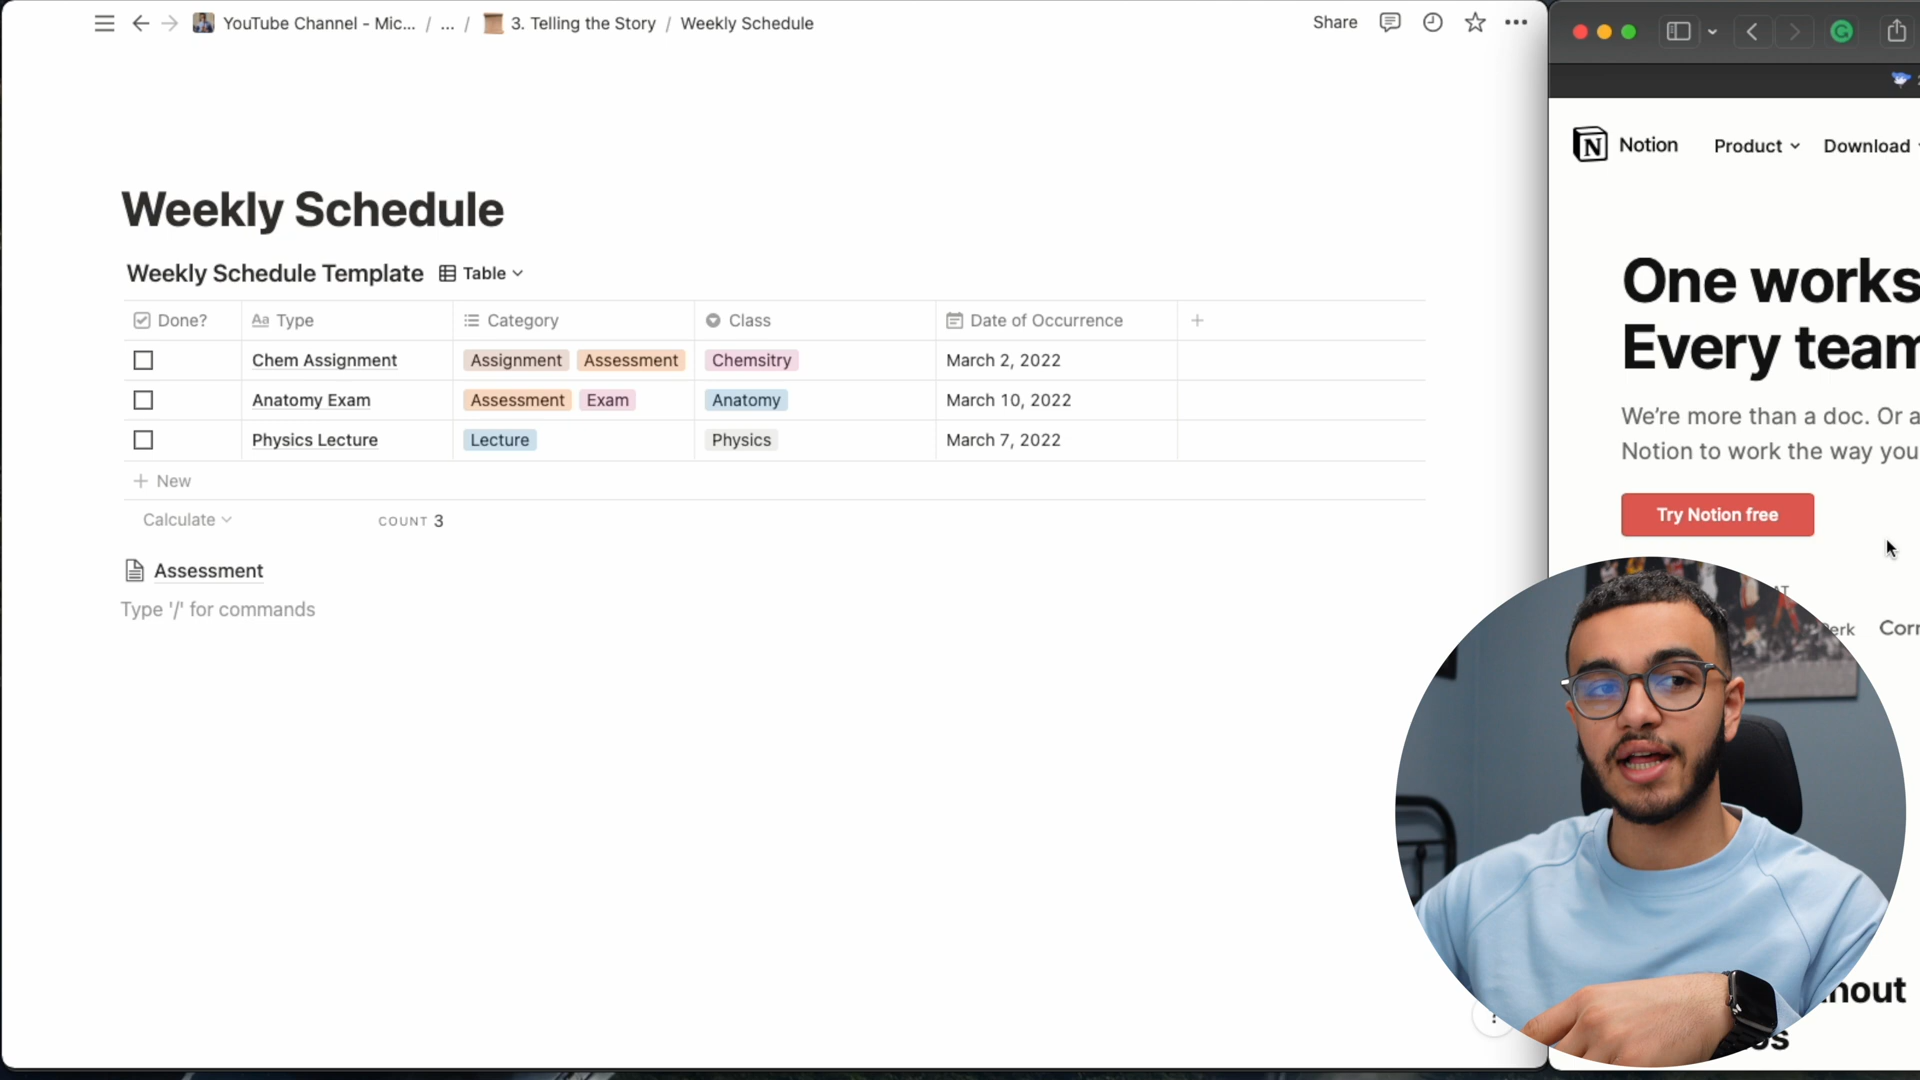 YouTube Channel - Mic... / ... / 3. Telling the Story / Weekly Schedule
Share
Weekly Schedule
Weekly Schedule Template Table
Done? Aa Type Category Class Date of Occurrence +
Chem Assignment Assignment Assessment Chemsitry March 2, 2022
Anatomy Exam Assessment Exam Anatomy March 10, 2022
Physics Lecture Lecture Physics March 7, 2022
+ New
Calculate COUNT 3
Assessment
Type '/' for commands
?
N Notion Product Download
One works
Every team
We're more than a doc. Or a
Notion to work the way you
Try Notion free
AT
Corr